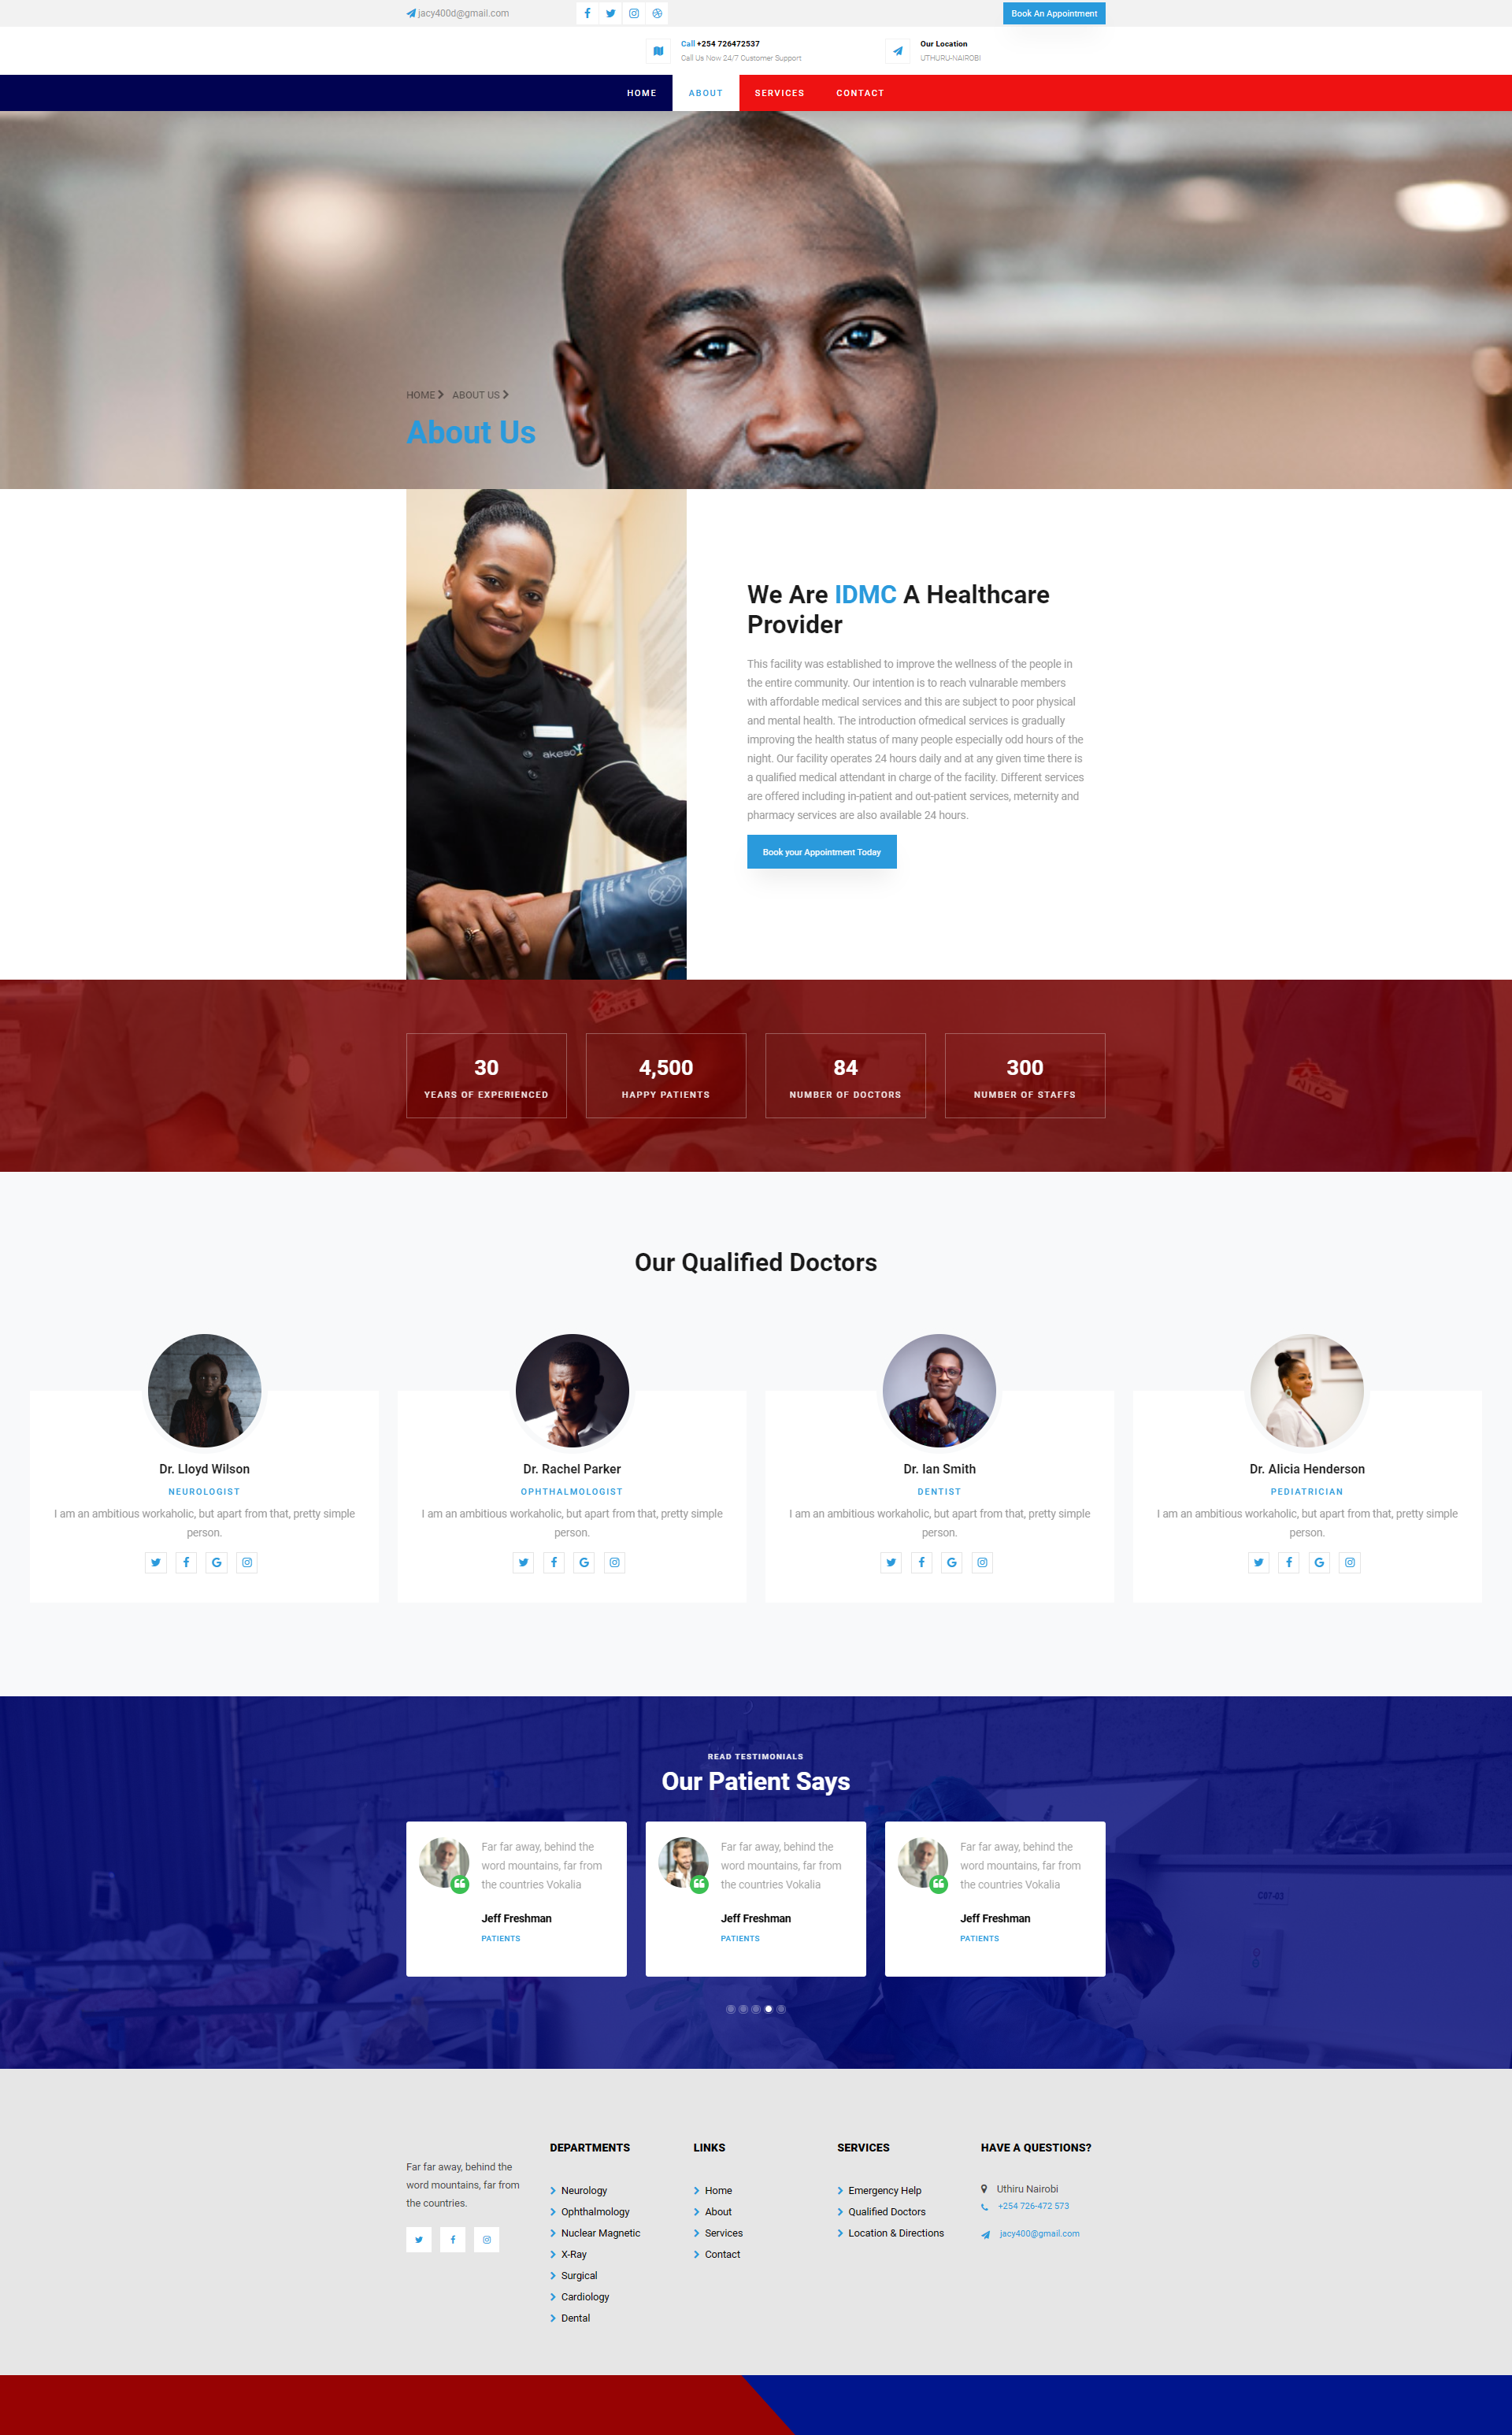 jacy400d@gmail.com
Book An Appointment
Call +254 726472537
Call Us Now 24/7 Customer Support
Our Location
UTHURU-NAIROBI
HOME
ABOUT
SERVICES
CONTACT
HOME ABOUT US
About Us
We Are IDMC A Healthcare
Provider
This facility was established to improve the wellness of the people in
the entire community. Our intention is to reach vulnarable members
with affordable medical services and this are subject to poor physical
and mental health. The introduction ofmedical services is gradually
improving the health status of many people especially odd hours of the
night. Our facility operates 24 hours daily and at any given time there is
a qualified medical attendant in charge of the facility. Different services
are offered including in-patient and out-patient services, meternity and
pharmacy services are also available 24 hours.
Book your Appointment Today
akeso
30
YEARS OF EXPERIENCED
4,500
HAPPY PATIENTS
84
NUMBER OF DOCTORS
300
NUMBER OF STAFFS
NICO
Our Qualified Doctors
Dr. Lloyd Wilson
NEUROLOGIST
I am an ambitious workaholic, but apart from that, pretty simple
person.
Dr. Rachel Parker
OPHTHALMOLOGIST
I am an ambitious workaholic, but apart from that, pretty simple
person.
Dr. Ian Smith
DENTIST
I am an ambitious workaholic, but apart from that, pretty simple
person.
Dr. Alicia Henderson
PEDIATRICIAN
I am an ambitious workaholic, but apart from that, pretty simple
person.
READ TESTIMONIALS
Our Patient Says
Far far away, behind the
word mountains, far from
the countries Vokalia
Jeff Freshman
PATIENTS
Far far away, behind the
word mountains, far from
the countries Vokalia
Jeff Freshman
PATIENTS
Far far away, behind the
word mountains, far from
the countries Vokalia
Jeff Freshman
PATIENTS
C07-03
Far far away, behind the
word mountains, far from
the countries.
DEPARTMENTS
Neurology
Ophthalmology
Nuclear Magnetic
X-Ray
Surgical
Cardiology
Dental
LINKS
Home
About
Services
Contact
SERVICES
Emergency Help
Qualified Doctors
Location & Directions
HAVE A QUESTIONS?
Uthiru Nairobi
+254 726-472 573
jacy400@gmail.com